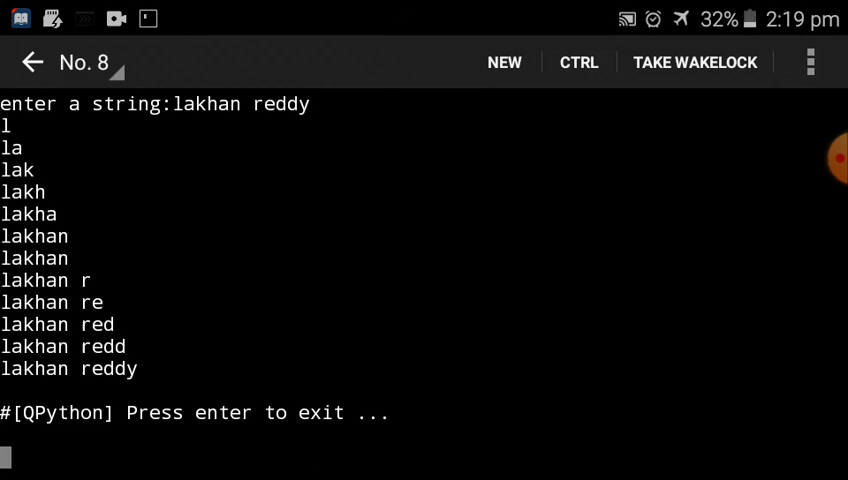 32% 2:19 pm
No. 8 NEW CTRL TAKE WAKELOCK
enter a string:lakhan reddy
l
la
lak
lakh
lakha
lakhan
lakhan
lakhan r
lakhan re
lakhan red
lakhan redd
lakhan reddy
#[QPython] Press enter to exit ...